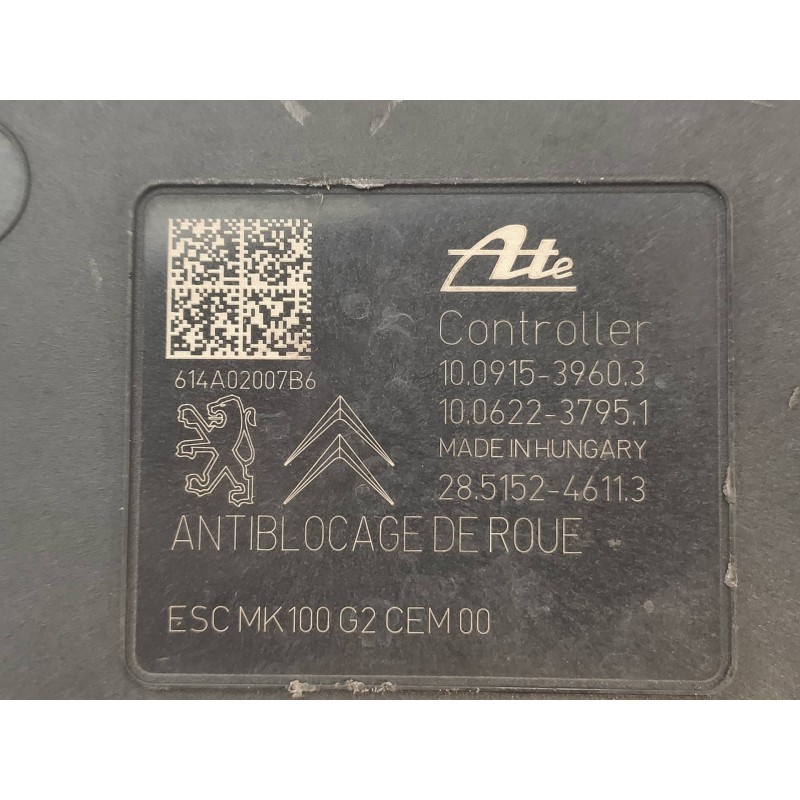 Ate
Controller
614A02007B6
10.0915-3960.3
10.0622-3795.1
MADE IN HUNGARY
28.5152-4611.3
ANTIBLOCAGE DE ROUE
ESC MK100 G2 CEM 00